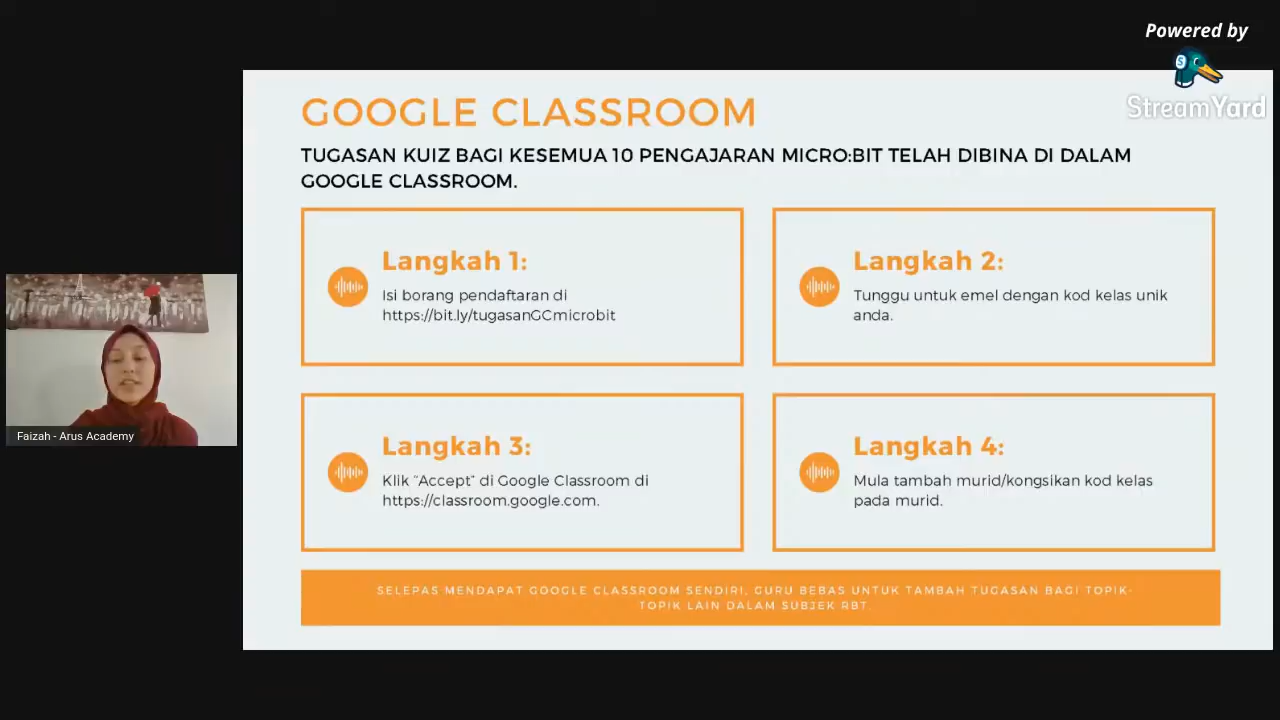 Powered by
StreamYard
GOOGLE CLASSROOM
TUGASAN KUIZ BAGI KESEMUA 10 PENGAJARAN MICRO:BIT TELAH DIBINA DI DALAM
GOOGLE CLASSROOM.
Langkah 1:
Isi borang pendaftaran di
https://bit.ly/tugasanGCmicrobit
Langkah 2:
Tunggu untuk emel dengan kod kelas unik
anda.
Langkah 3:
Klik "Accept" di Google Classroom di
https://classroom.google.com.
Langkah 4:
Mula tambah murid/kongsikan kod kelas
pada murid.
SELEPAS MENDAPAT GOOGLE CLASSROOM SENDIRI, GURU BEBAS UNTUK TAMBAH TUGASAN BAGI TOPIK-
TOPIK LAIN DALAM SUBJEK RBT.
Faizah - Arus Academy